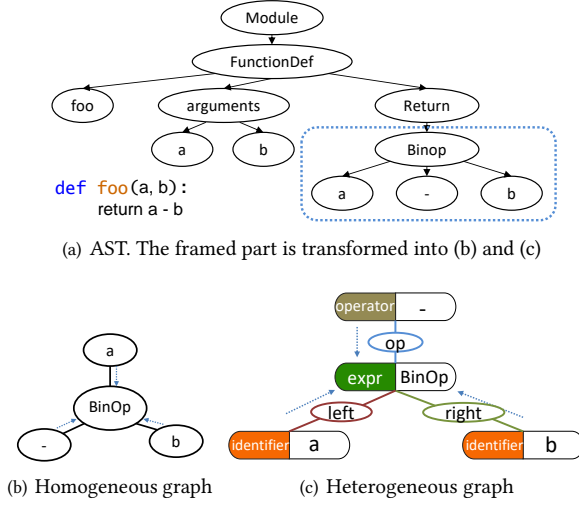 Module
FunctionDef
foo
arguments
Return
a
b
Binop
a
-
b
def foo(a, b):
return a - b
(a) AST. The framed part is transformed into (b) and (c)
a
BinOp
-
b
(b) Homogeneous graph
operator -
op
expr BinOp
left
right
identifier a
identifier b
(c) Heterogeneous graph